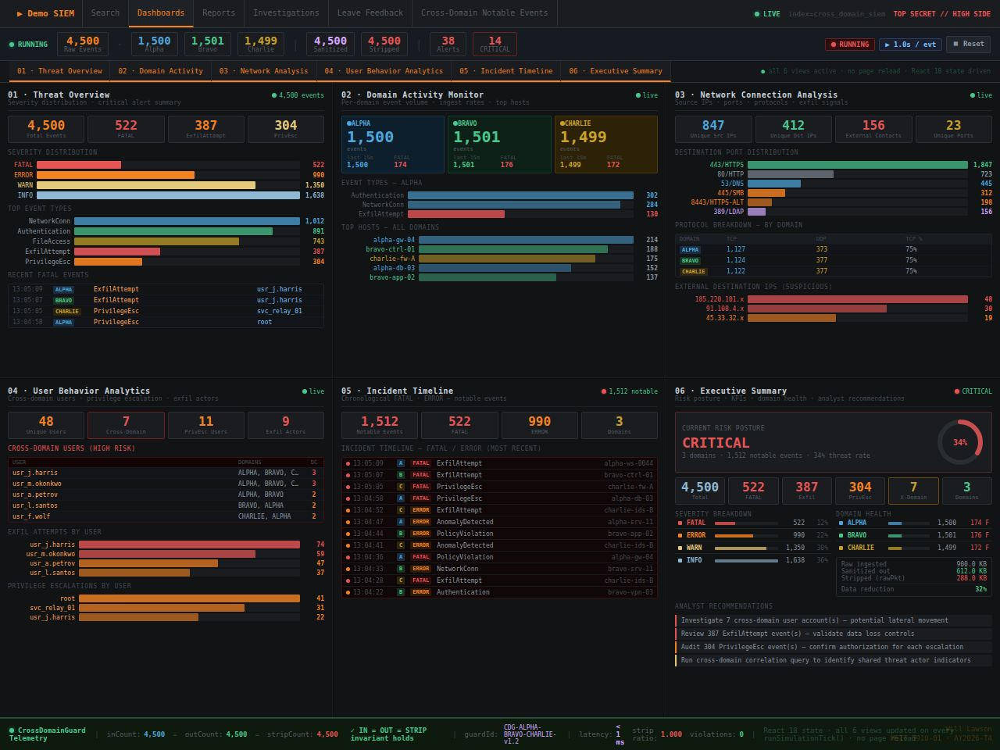 ▶ Demo SIEM
Search
Dashboards
Reports
Investigations
Leave Feedback
Cross-Domain Notable Events
LIVE
index=cross_domain_siem
TOP SECRET // HIGH SIDE
RUNNING
4,500
Raw Events
1,500
Alpha
1,501
Bravo
1,499
Charlie
4,500
Sanitized
4,500
Stripped
38
Alerts
14
CRITICAL
RUNNING
▶ 1.0s / evt
■ Reset
01 · Threat Overview
02 · Domain Activity
03 · Network Analysis
04 · User Behavior Analytics
05 · Incident Timeline
06 · Executive Summary
● all 6 views active · no page reload · React 18 state driven
01 · Threat Overview
4,500 events
Severity distribution · critical alert summary
4,500
Total Events
522
FATAL
387
ExfilAttempt
304
PrivEsc
SEVERITY DISTRIBUTION
FATAL 522
ERROR 990
WARN 1,350
INFO 1,638
TOP EVENT TYPES
NetworkConn 1,012
Authentication 891
FileAccess 743
ExfilAttempt 387
PrivilegeEsc 304
RECENT FATAL EVENTS
13:05:09 ALPHA ExfilAttempt usr_j.harris
13:05:07 BRAVO ExfilAttempt usr_j.harris
13:05:05 CHARLIE PrivilegeEsc svc_relay_01
13:04:58 ALPHA PrivilegeEsc root
02 · Domain Activity Monitor
live
Per-domain event volume · ingest rates · top hosts
ALPHA
1,500
events
last 15m FATAL
1,500 174
BRAVO
1,501
events
last 15m FATAL
1,501 176
CHARLIE
1,499
events
last 15m FATAL
1,499 172
EVENT TYPES — ALPHA
Authentication 302
NetworkConn 284
ExfilAttempt 130
TOP HOSTS — ALL DOMAINS
alpha-gw-04 214
bravo-ctrl-01 188
charlie-fw-A 175
alpha-db-03 152
bravo-app-02 137
03 · Network Connection Analysis
live
Source IPs · ports · protocols · exfil signals
847
Unique Src IPs
412
Unique Dst IPs
156
External Contacts
23
Unique Ports
DESTINATION PORT DISTRIBUTION
443/HTTPS 1,847
80/HTTP 723
53/DNS 445
445/SMB 312
8443/HTTPS-ALT 198
389/LDAP 156
PROTOCOL BREAKDOWN — BY DOMAIN
DOMAIN TCP UDP TCP %
ALPHA 1,127 373 75%
BRAVO 1,124 377 75%
CHARLIE 1,122 377 75%
EXTERNAL DESTINATION IPS (SUSPICIOUS)
185.220.101.x 48
91.108.4.x 30
45.33.32.x 19
04 · User Behavior Analytics
live
Cross-domain users · privilege escalation · exfil actors
48
Unique Users
7
Cross-Domain
11
PrivEsc Users
9
Exfil Actors
CROSS-DOMAIN USERS (HIGH RISK)
USER DOMAINS DC
usr_j.harris ALPHA, BRAVO, C… 3
usr_m.okonkwo ALPHA, BRAVO, C… 3
usr_a.petrov ALPHA, BRAVO 2
usr_l.santos BRAVO, ALPHA 2
usr_f.wolf CHARLIE, ALPHA 2
EXFIL ATTEMPTS BY USER
usr_j.harris 74
usr_m.okonkwo 59
usr_a.petrov 47
usr_l.santos 37
PRIVILEGE ESCALATIONS BY USER
root 41
svc_relay_01 31
usr_j.harris 22
05 · Incident Timeline
1,512 notable
Chronological FATAL · ERROR — notable events
1,512
Notable Events
522
FATAL
990
ERROR
3
Domains
INCIDENT TIMELINE — FATAL / ERROR (MOST RECENT)
13:05:09 A FATAL ExfilAttempt alpha-ws-0044
13:05:07 B FATAL ExfilAttempt bravo-ctrl-01
13:05:05 C FATAL PrivilegeEsc charlie-fw-A
13:04:58 A FATAL PrivilegeEsc alpha-db-03
13:04:52 C ERROR ExfilAttempt charlie-ids-B
13:04:47 A ERROR AnomalyDetected alpha-srv-11
13:04:44 B ERROR PolicyViolation bravo-app-02
13:04:41 C ERROR AnomalyDetected charlie-ids-B
13:04:36 A FATAL PolicyViolation alpha-gw-04
13:04:33 B ERROR NetworkConn bravo-srv-11
13:04:28 C FATAL ExfilAttempt charlie-ids-B
13:04:22 B ERROR Authentication bravo-vpn-03
06 · Executive Summary
CRITICAL
Risk posture · KPIs · domain health · analyst recommendations
CURRENT RISK POSTURE
CRITICAL
3 domains · 1,512 notable events · 34% threat rate
34%
4,500
Total
522
FATAL
387
Exfil
304
PrivEsc
7
X-Domain
3
Domains
SEVERITY BREAKDOWN
FATAL 522 12%
ERROR 990 22%
WARN 1,350 30%
INFO 1,638 36%
DOMAIN HEALTH
ALPHA 1,500 174 F
BRAVO 1,501 176 F
CHARLIE 1,499 172 F
Raw ingested 900.0 KB
Sanitized out 612.0 KB
Stripped (rawPkt) 288.0 KB
Data reduction 32%
ANALYST RECOMMENDATIONS
Investigate 7 cross-domain user account(s) — potential lateral movement
Review 387 ExfilAttempt event(s) — validate data loss controls
Audit 304 PrivilegeEsc event(s) — confirm authorization for each escalation
Run cross-domain correlation query to identify shared threat actor indicators
CrossDomainGuard
Telemetry
inCount: 4,500 = outCount: 4,500 = stripCount: 4,500
✓ IN = OUT = STRIP
invariant holds
guardId:
CDG-ALPHA-
BRAVO-CHARLIE-
v1.2
latency:
<
1
ms
strip
ratio:
1.000
violations: 0
React 18 state · all 6 views updated on every
runSimulationTick() · no page reload
Will Lawson
· AY2026-T4